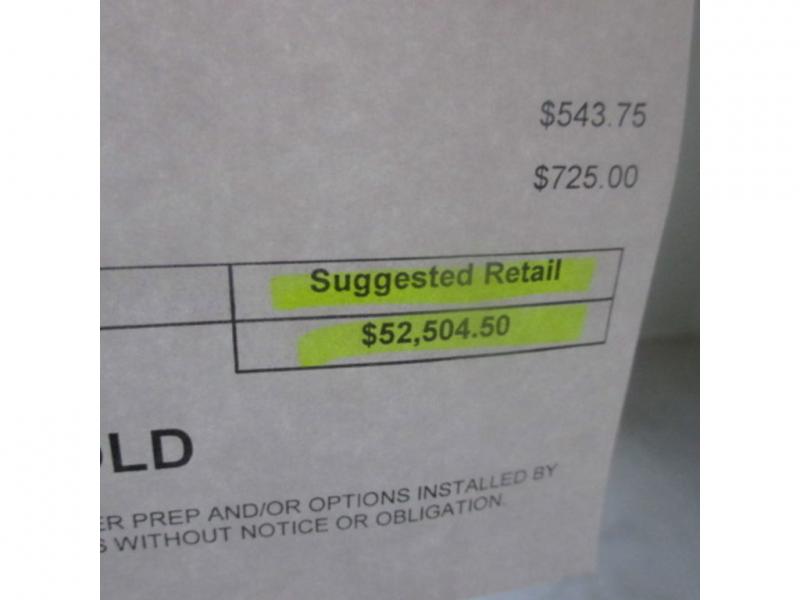 $543.75
$725.00
Suggested Retail
$52,504.50
LD
ER PREP AND/OR OPTIONS INSTALLED BY
S WITHOUT NOTICE OR OBLIGATION.